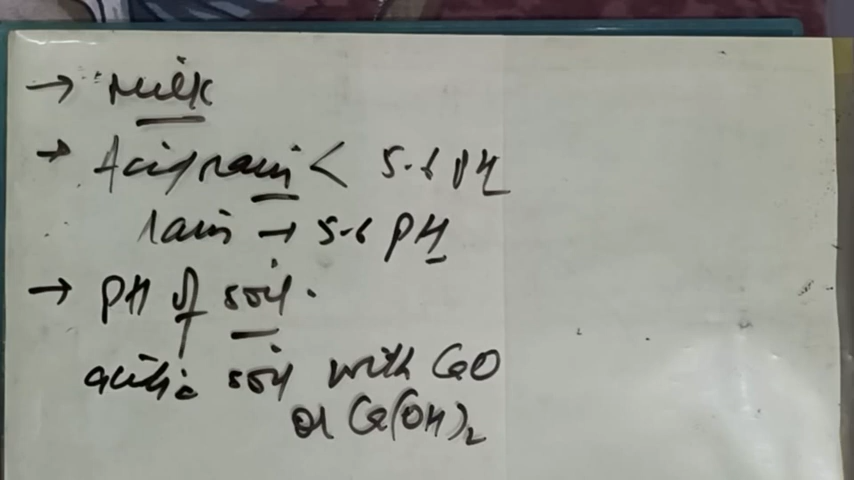 → Milk
→ Acid rain < 5.6 PH
rain → 5.6 PH
→ PH of soil.
acidic soil with CaO
or Ca(OH)₂